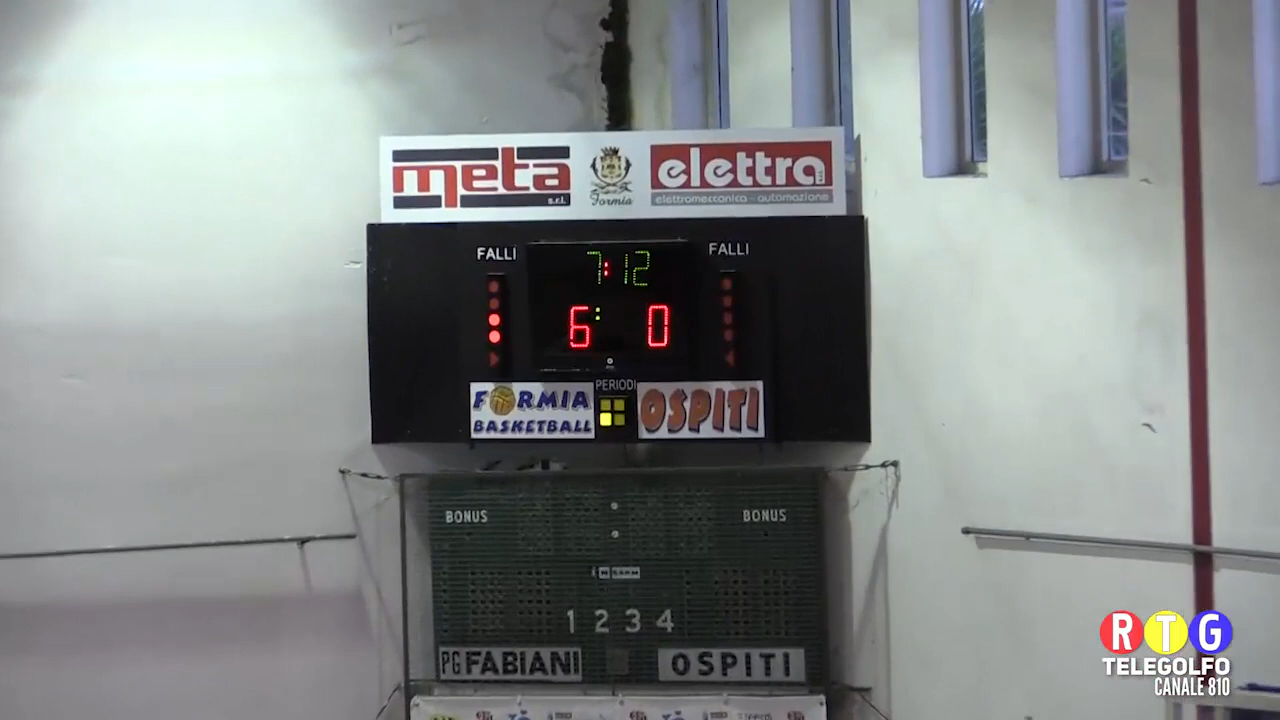 meta
s.r.l.
Formia
elettra
elettromeccanica - automazione
FALLI
FALLI
7:12
6 : 0
PERIODI
FORMIA
BASKETBALL
OSPITI
BONUS
BONUS
1 2 3 4
PG FABIANI
OSPITI
RTG
TELEGOLFO
CANALE 810